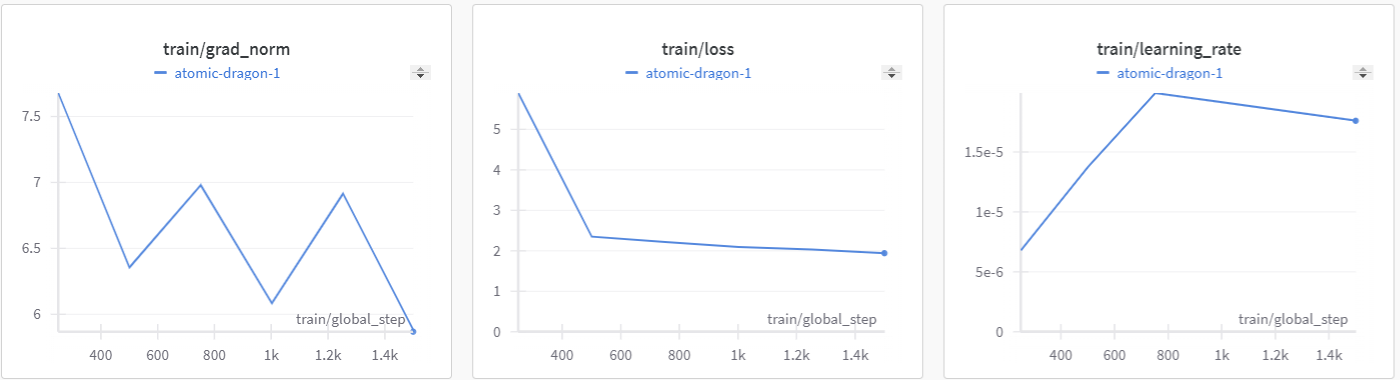 train/grad_norm
atomic-dragon-1
7.5
7
6.5
6
train/global_step
400 600 800 1k 1.2k 1.4k
train/loss
atomic-dragon-1
5
4
3
2
1
0
train/global_step
400 600 800 1k 1.2k 1.4k
train/learning_rate
atomic-dragon-1
1.5e-5
1e-5
5e-6
0
train/global_step
400 600 800 1k 1.2k 1.4k